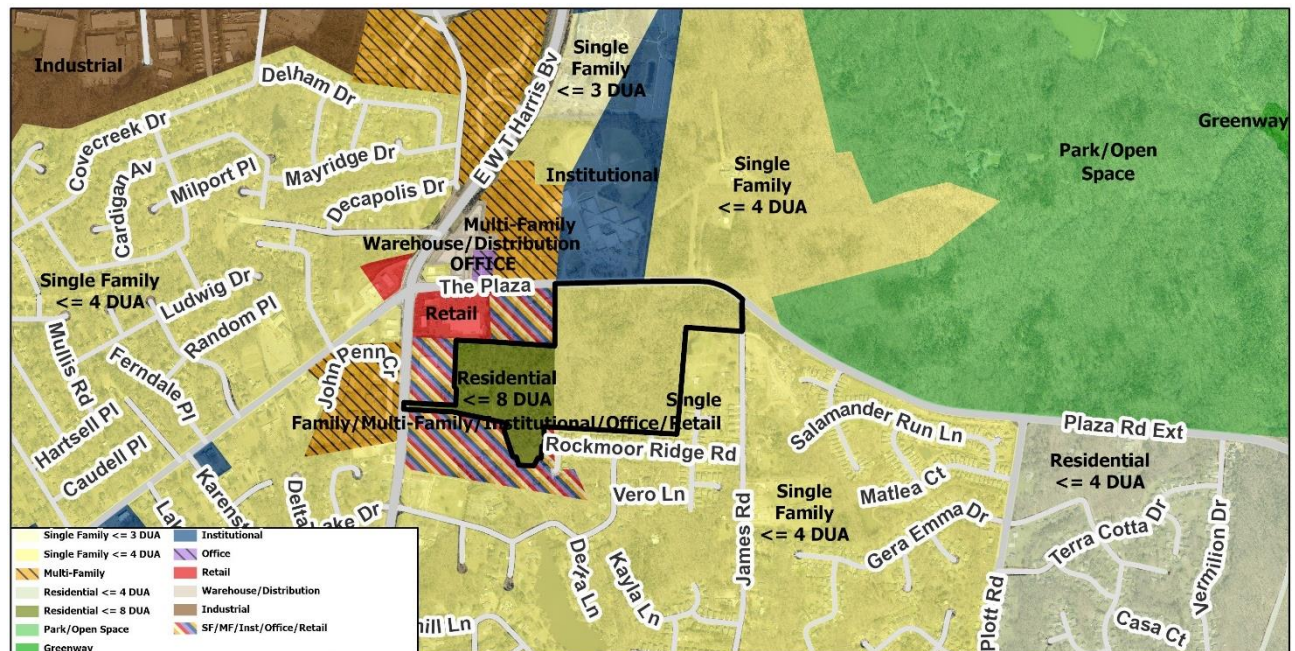 Industrial
Delham Dr
Covecreek Dr
Cardigan Av
Milport Pl
Mayridge Dr
Decapolis Dr
E W T Harris Bv
Single
Family
<= 3 DUA
Institutional
Single
Family
<= 4 DUA
Park/Open
Space
Greenway
Multi-Family
Warehouse/Distribution
OFFICE
The Plaza
Retail
Single Family
<= 4 DUA
Ludwig Dr
Random Pl
Mullis Rd
Ferndale Pl
John Penn Cr
Hartsell Pl
Caudell Pl
Residential
<= 8 DUA
Single
Family/Multi-Family/Institutional/Office/Retail
Rockmoor Ridge Rd
Vero Ln
Kayla Ln
James Rd
Salamander Run Ln
Matlea Ct
Gera Emma Dr
Single
Family
<= 4 DUA
Plaza Rd Ext
Residential
<= 4 DUA
Terra Cotta Dr
Vermilion Dr
Casa Ct
Plott Rd
Single Family <= 3 DUA
Single Family <= 4 DUA
Multi-Family
Residential <= 4 DUA
Residential <= 8 DUA
Park/Open Space
Greenway
Institutional
Office
Retail
Warehouse/Distribution
Industrial
SF/MF/Inst/Office/Retail